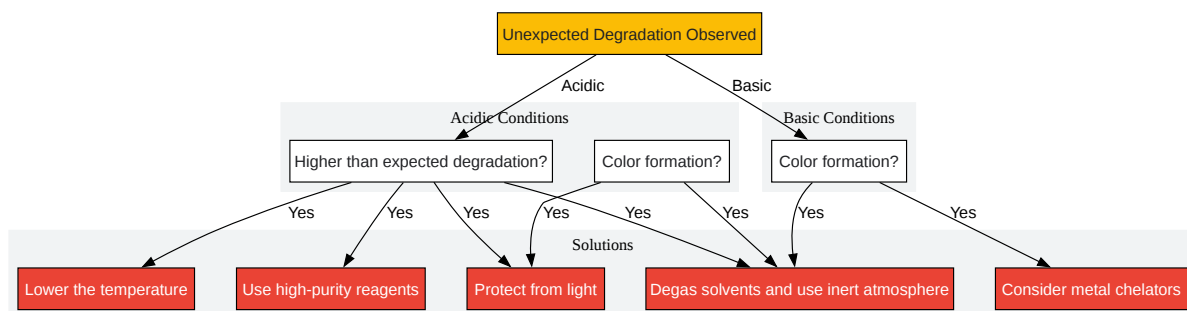 Unexpected Degradation Observed
Acidic
Basic
Acidic Conditions
Basic Conditions
Higher than expected degradation?
Color formation?
Color formation?
Yes
Yes
Yes
Yes
Yes
Yes
Yes
Yes
Solutions
Lower the temperature
Use high-purity reagents
Protect from light
Degas solvents and use inert atmosphere
Consider metal chelators